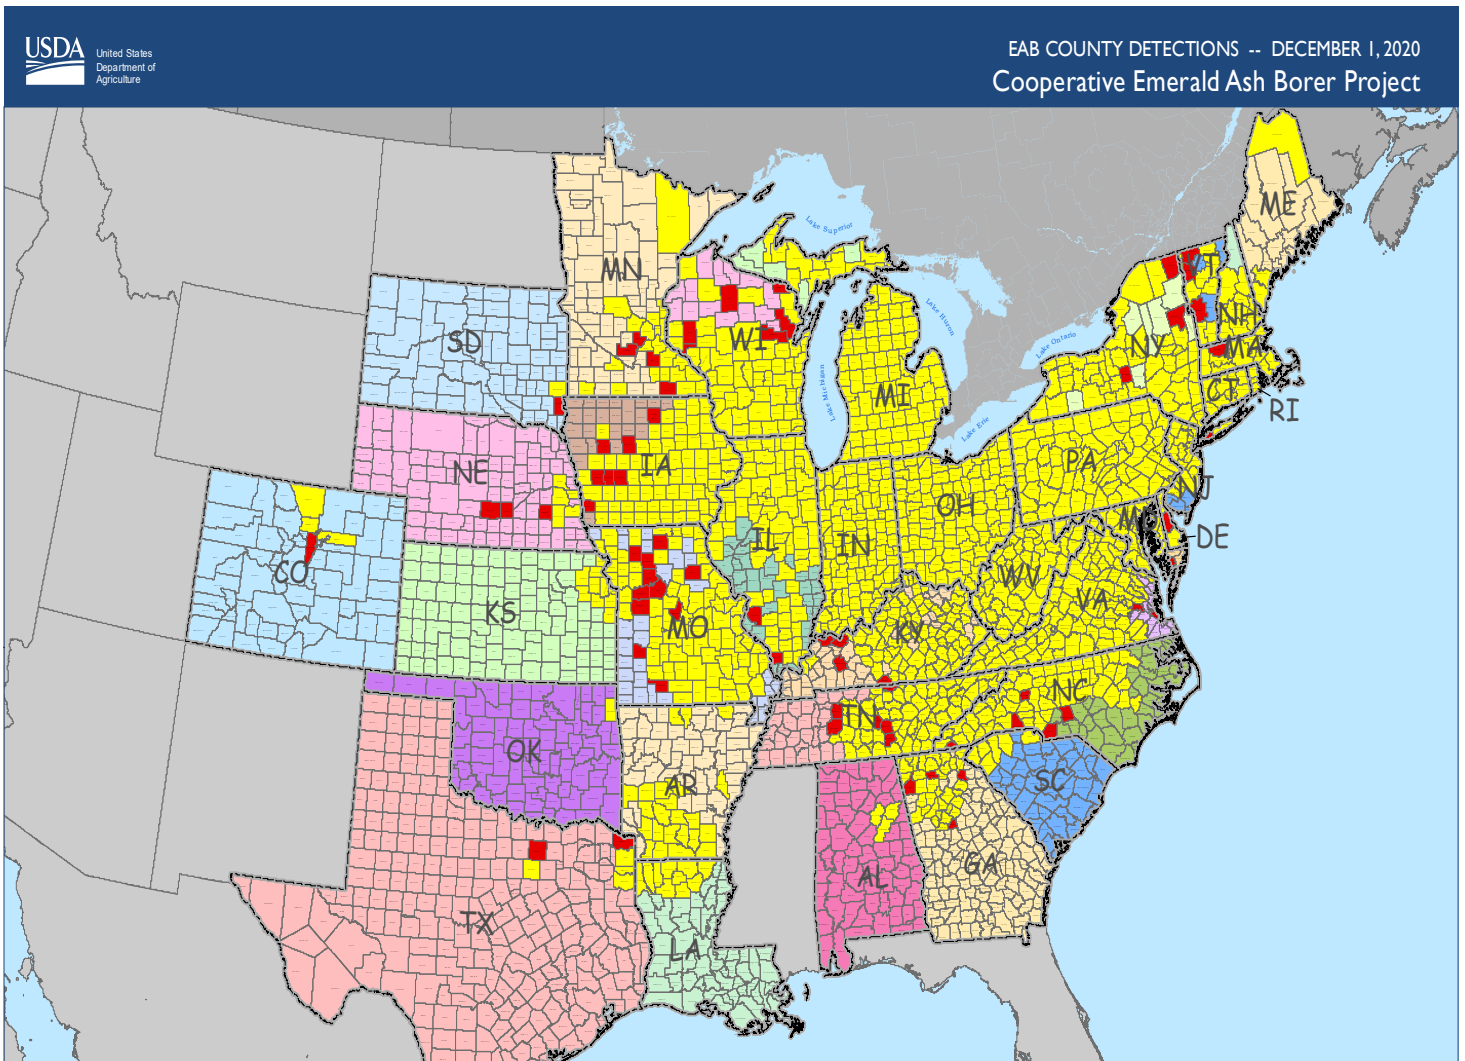 USDA
United States
Department of
Agriculture
EAB COUNTY DETECTIONS -- DECEMBER 1, 2020
Cooperative Emerald Ash Borer Project
Lake Superior
ME
MN
VT
Lake Huron
SD
WI
NH
Lake Ontario
NY
MA
MI
Lake Michigan
CT
RI
Lake Erie
NE
IA
PA
NJ
OH
MD
IL
IN
DE
CO
WV
KS
VA
MO
KY
NC
TN
OK
AR
SC
GA
AL
TX
LA